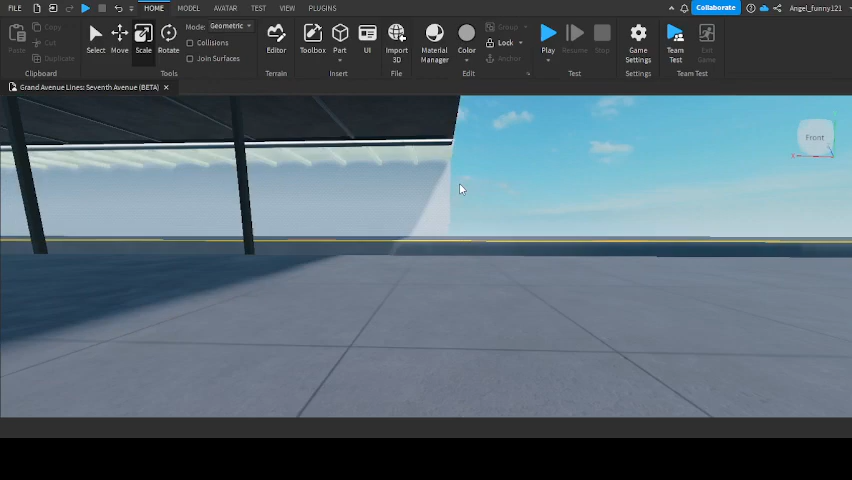 FILE HOME MODEL AVATAR TEST VIEW PLUGINS Collaborate Angel_funny121
Paste Copy Cut Duplicate Clipboard
Select Move Scale Rotate Mode: Geometric Collisions Join Surfaces Tools
Editor Terrain
Toolbox Part UI Insert
Import 3D File
Material Manager Color Group Lock Anchor Edit
Play Resume Stop Test
Game Settings Settings
Team Test Exit Game Team Test
Grand Avenue Lines: Seventh Avenue (BETA)
Front